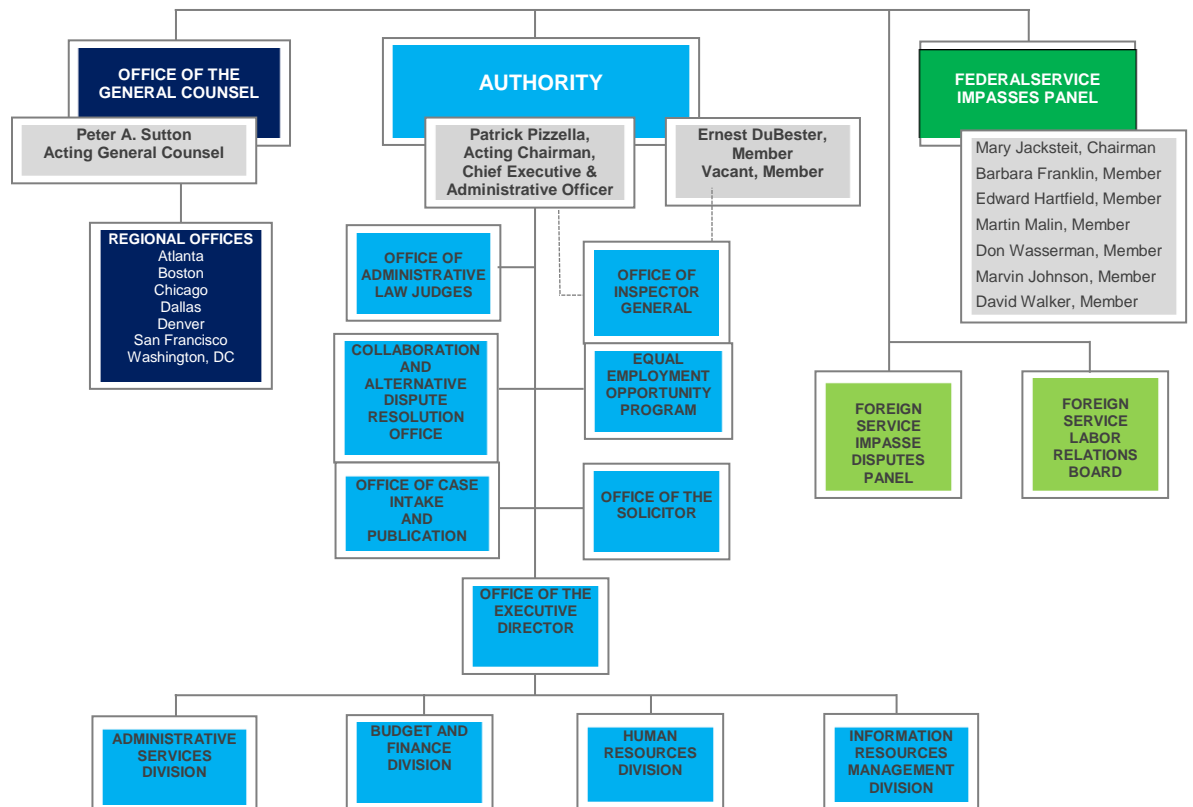 OFFICE OF THE
GENERAL COUNSEL
Peter A. Sutton
Acting General Counsel
REGIONAL OFFICES
Atlanta
Boston
Chicago
Dallas
Denver
San Francisco
Washington, DC
AUTHORITY
Patrick Pizzella,
Acting Chairman,
Chief Executive &
Administrative Officer
Ernest DuBester,
Member
Vacant, Member
FEDERALSERVICE
IMPASSES PANEL
Mary Jacksteit, Chairman
Barbara Franklin, Member
Edward Hartfield, Member
Martin Malin, Member
Don Wasserman, Member
Marvin Johnson, Member
David Walker, Member
OFFICE OF
ADMINISTRATIVE
LAW JUDGES
OFFICE OF
INSPECTOR
GENERAL
COLLABORATION
AND
ALTERNATIVE
DISPUTE
RESOLUTION
OFFICE
EQUAL
EMPLOYMENT
OPPORTUNITY
PROGRAM
OFFICE OF CASE
INTAKE
AND
PUBLICATION
OFFICE OF THE
SOLICITOR
FOREIGN
SERVICE
IMPASSE
DISPUTES
PANEL
FOREIGN
SERVICE
LABOR
RELATIONS
BOARD
OFFICE OF THE
EXECUTIVE
DIRECTOR
ADMINISTRATIVE
SERVICES
DIVISION
BUDGET AND
FINANCE
DIVISION
HUMAN
RESOURCES
DIVISION
INFORMATION
RESOURCES
MANAGEMENT
DIVISION